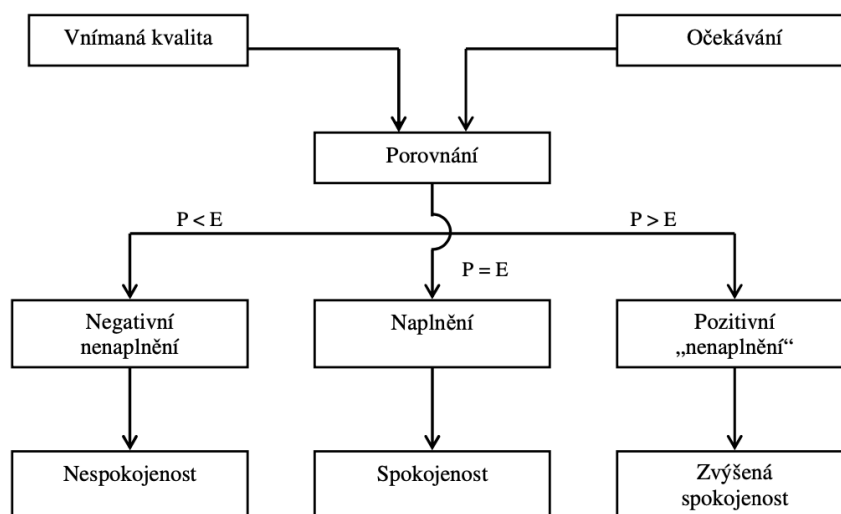 Vnímaná kvalita
Očekávání
Porovnání
P < E
P > E
P = E
Negativní
nenaplnění
Naplnění
Pozitivní
„nenaplnění“
Nespokojenost
Spokojenost
Zvýšená
spokojenost